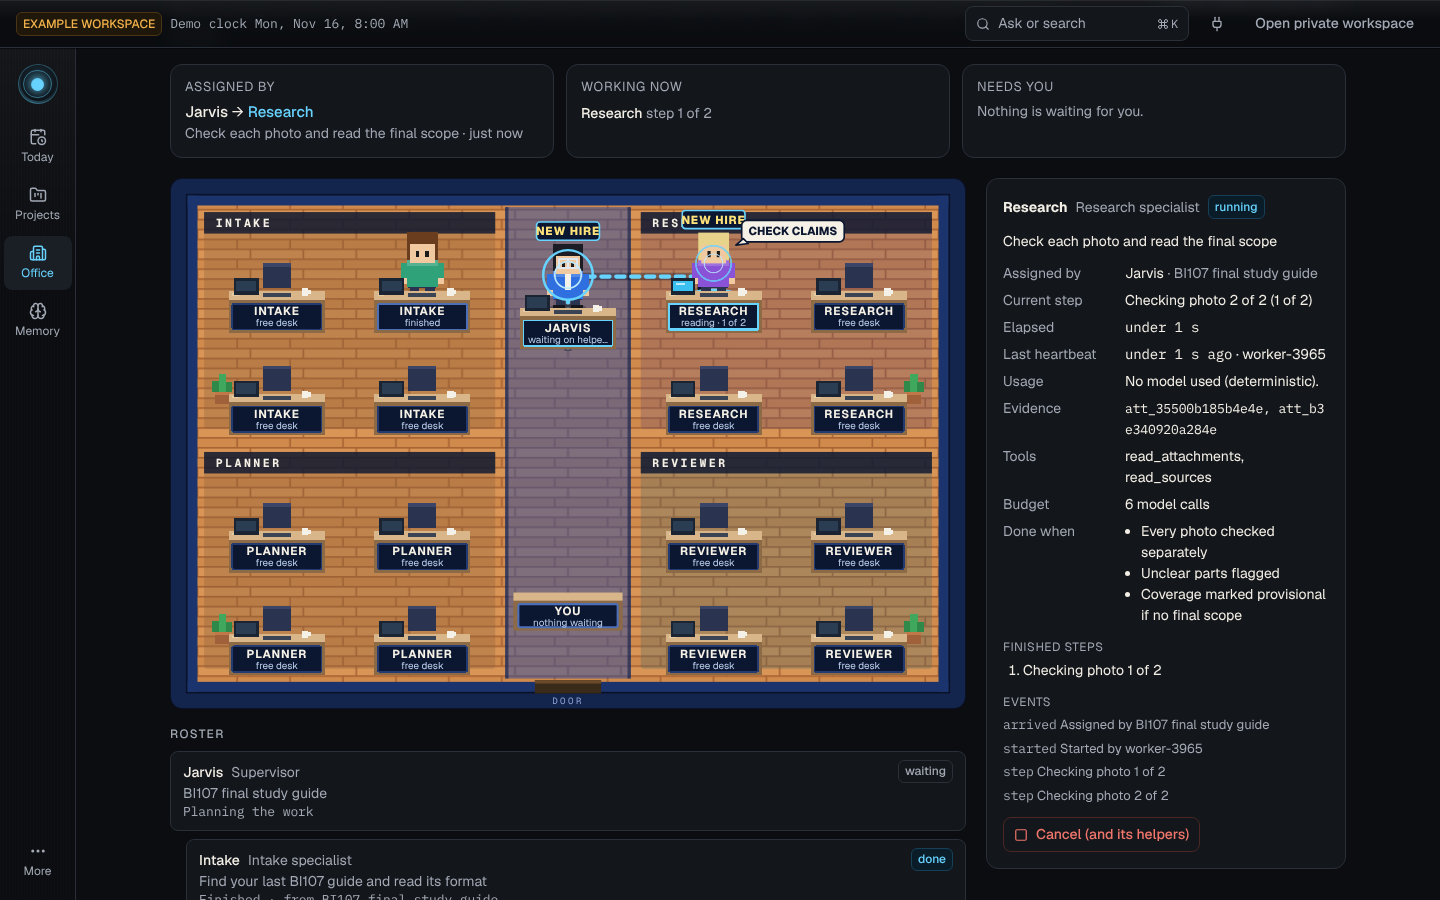 EXAMPLE WORKSPACE
Demo clock Mon, Nov 16, 8:00 AM
Ask or search
⌘K
Open private workspace
Today
Projects
Office
Memory
More
ASSIGNED BY
Jarvis → Research
Check each photo and read the final scope · just now
WORKING NOW
Research step 1 of 2
NEEDS YOU
Nothing is waiting for you.
INTAKE
INTAKE
free desk
INTAKE
finished
INTAKE
free desk
INTAKE
free desk
NEW HIRE
JARVIS
waiting on helpe…
RES
NEW HIRE
CHECK CLAIMS
RESEARCH
reading · 1 of 2
RESEARCH
free desk
RESEARCH
free desk
RESEARCH
free desk
PLANNER
PLANNER
free desk
PLANNER
free desk
PLANNER
free desk
PLANNER
free desk
YOU
nothing waiting
REVIEWER
REVIEWER
free desk
REVIEWER
free desk
REVIEWER
free desk
REVIEWER
free desk
DOOR
ROSTER
Jarvis Supervisor
waiting
BI107 final study guide
Planning the work
Intake Intake specialist
done
Find your last BI107 guide and read its format
Finished · from BI107 final study guide
Research Research specialist running
Check each photo and read the final scope
Assigned by Jarvis · BI107 final study guide
Current step Checking photo 2 of 2 (1 of 2)
Elapsed under 1 s
Last heartbeat under 1 s ago · worker-3965
Usage No model used (deterministic).
Evidence att_35500b185b4e4e, att_b3
e340920a284e
Tools read_attachments,
read_sources
Budget 6 model calls
Done when • Every photo checked
separately
• Unclear parts flagged
• Coverage marked provisional
if no final scope
FINISHED STEPS
1. Checking photo 1 of 2
EVENTS
arrived Assigned by BI107 final study guide
started Started by worker-3965
step Checking photo 1 of 2
step Checking photo 2 of 2
Cancel (and its helpers)